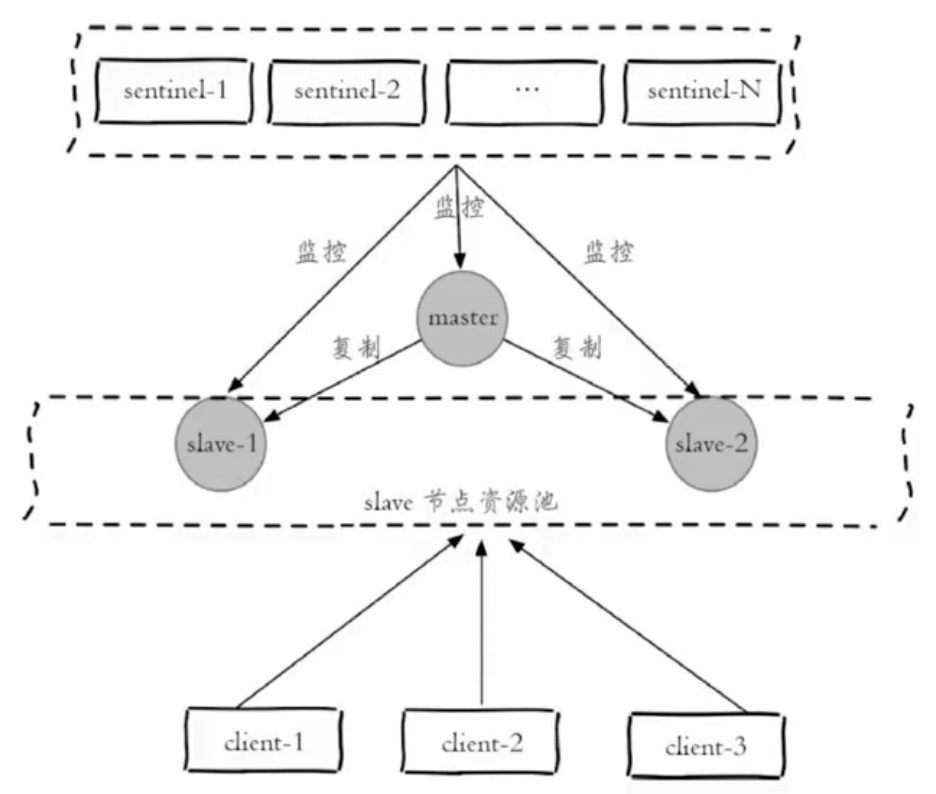 sentinel-1
sentinel-2
...
sentinel-N
监控
监控
监控
master
复制
复制
slave-1
slave-2
slave 节点资源池
client-1
client-2
client-3